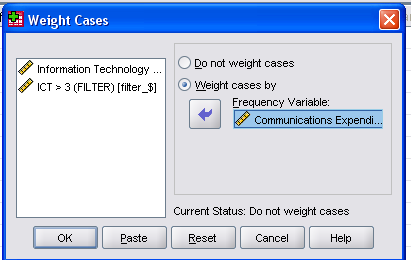 Weight Cases
Information Technology ...
ICT > 3 (FILTER) [filter_$]
Do not weight cases
Weight cases by
Frequency Variable:
Communications Expendi...
Current Status: Do not weight cases
OK
Paste
Reset
Cancel
Help